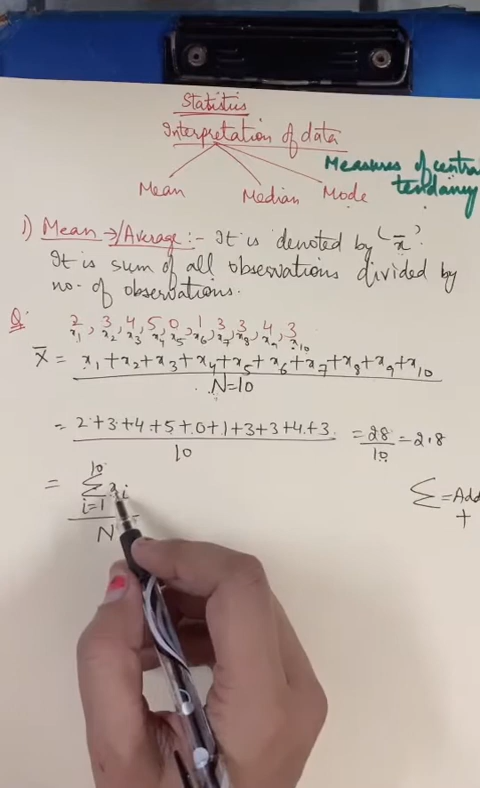 Statistics
Interpretation of data
Measures of central
tendancy
Mean Median Mode
1) Mean →/Average :- It is denoted by ‘x̄’.
It is sum of all observations divided by
no. of observations.
Q: 2, 3, 4, 5, 0, 1, 3, 3, 4, 3
x₁ x₂ x₃ x₄ x₅ x₆ x₇ x₈ x₉ x₁₀
x̄ = x₁ + x₂ + x₃ + x₄ + x₅ + x₆ + x₇ + x₈ + x₉ + x₁₀
N=10
= 2+3+4+5+0+1+3+3+4+3 = 28 = 2.8
10 10
10
= Σ xᵢ Σ = Add
i=1 +
N